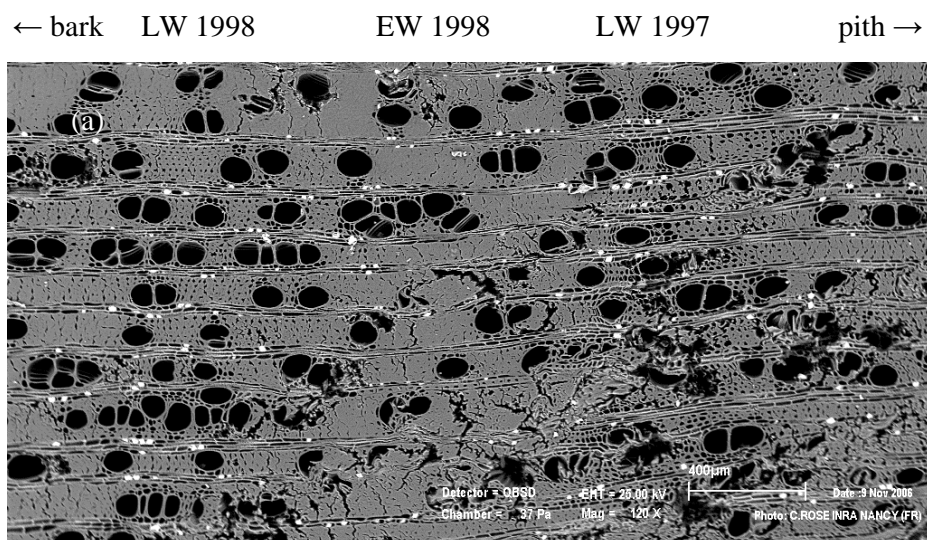 ← bark LW 1998 EW 1998 LW 1997 pith →
(a)
400µm
Detector = QBSD EHT = 25.00 kV Date :9 Nov 2006
Chamber = 37 Pa Mag = 120 X Photo: C.ROSE INRA NANCY (FR)